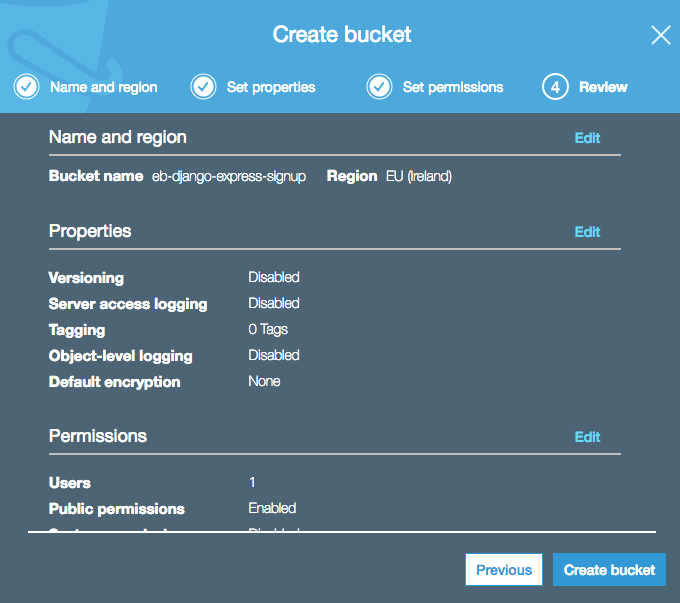 Create bucket
Name and region Set properties Set permissions 4 Review
Name and region Edit
Bucket name eb-django-express-signup Region EU (Ireland)
Properties Edit
Versioning Disabled
Server access logging Disabled
Tagging 0 Tags
Object-level logging Disabled
Default encryption None
Permissions Edit
Users 1
Public permissions Enabled
Previous Create bucket